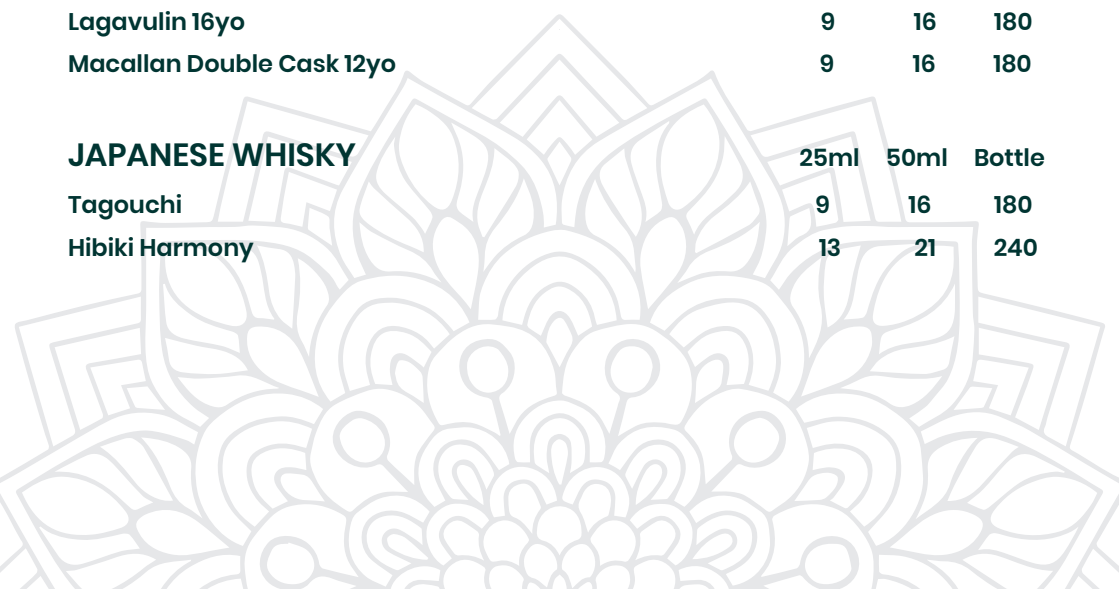 Lagavulin 16yo 9 16 180
Macallan Double Cask 12yo 9 16 180
JAPANESE WHISKY 25ml 50ml Bottle
Tagouchi 9 16 180
Hibiki Harmony 13 21 240